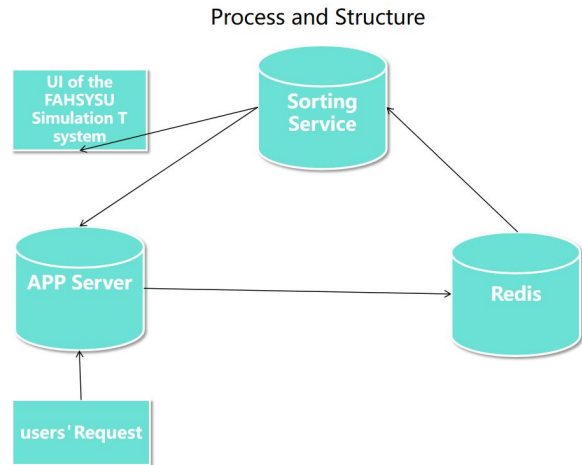 Process and Structure
UI of the
FAHSYSU
Simulation T
system
Sorting
Service
APP Server
Redis
users'Request